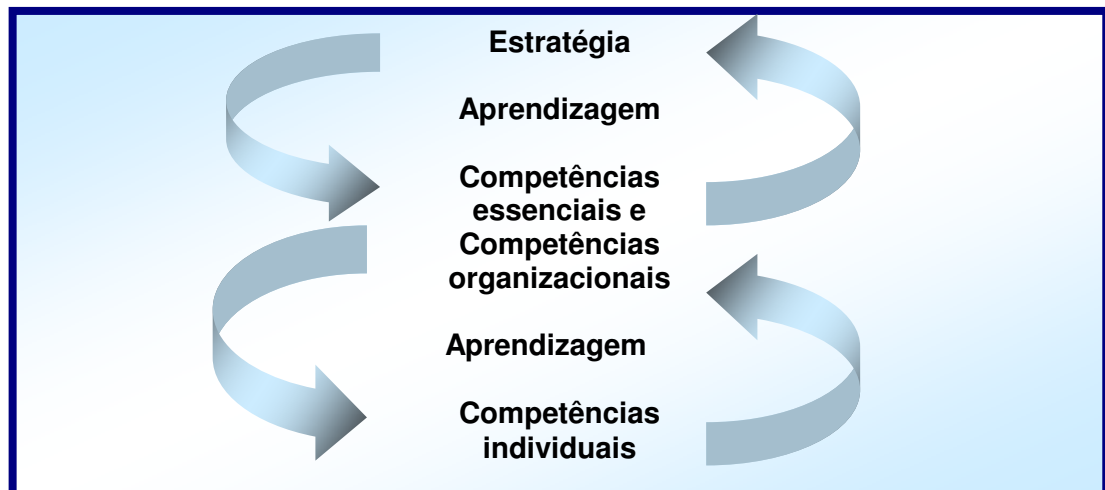 Estratégia
Aprendizagem
Competências
essenciais e
Competências
organizacionais
Aprendizagem
Competências
individuais